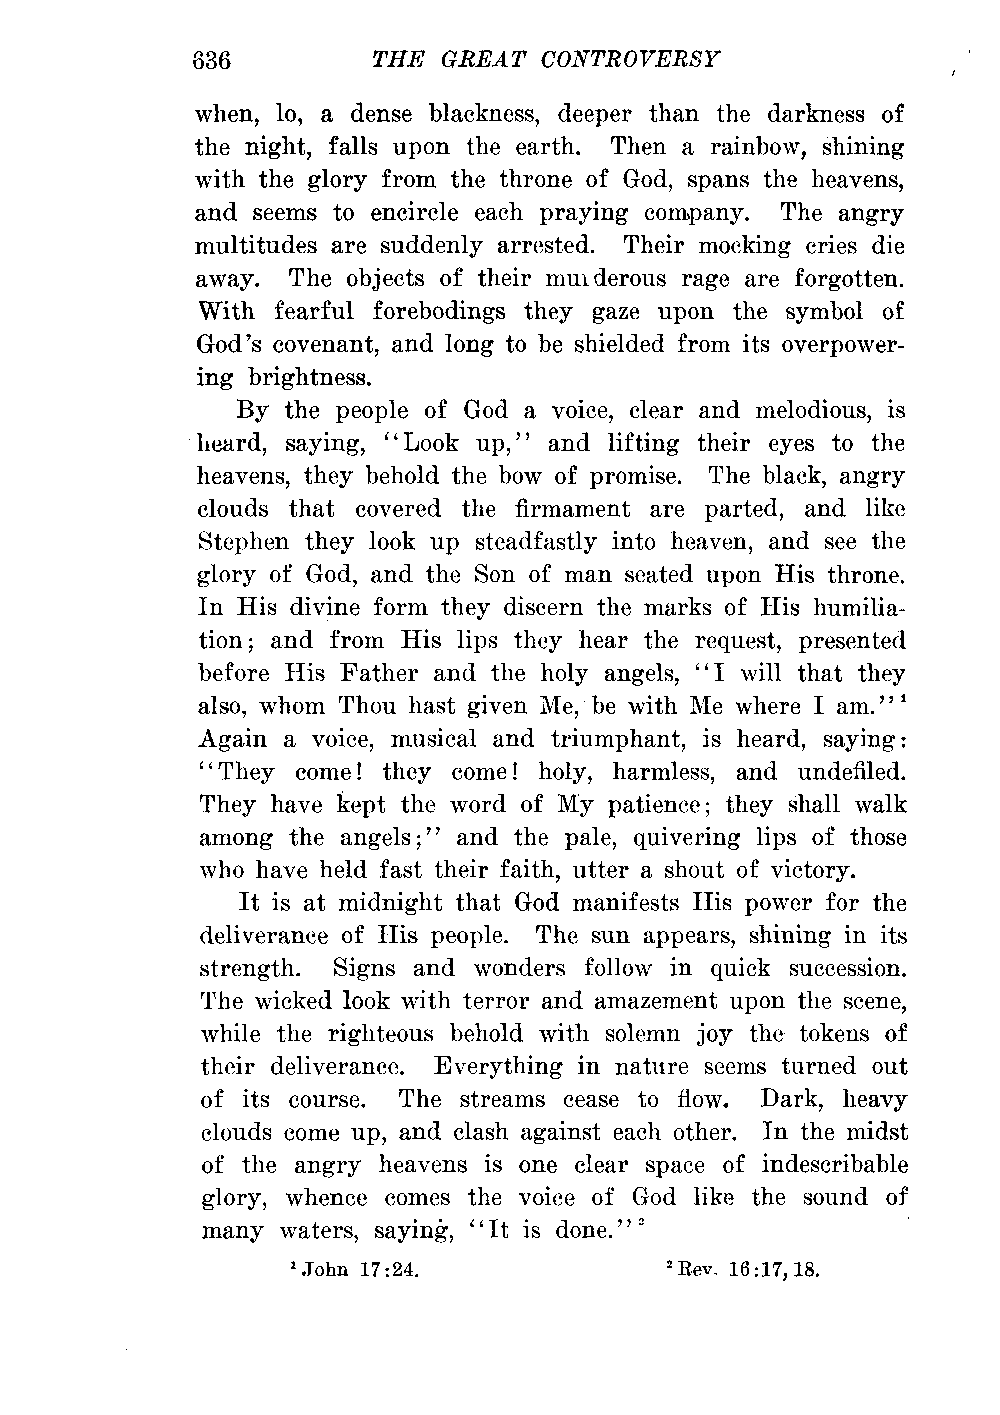 636 THE GREAT CONTROVERSY
when, lo, a dense blackness, deeper than the darkness of
the night, falls upon the earth. Then a rainbow, shining
with the glory from the throne of God, spans the heavens,
and seems to encircle each praying company. The angry
multitudes are suddenly arrested. Their mocking cries die
away. The objects of their murderous rage are forgotten.
With fearful forebodings they gaze upon the symbol of
God's covenant, and long to be shielded from its overpower-
ing brightness.
By the people of God a voice, clear and melodious, is
heard, saying, "Look up," and lifting their eyes to the
heavens, they behold the bow of promise. The black, angry
clouds that covered the firmament are parted, and like
Stephen they look up steadfastly into heaven, and see the
glory of God, and the Son of man seated upon His throne.
In His divine form they discern the marks of His humilia-
tion; and from His lips they hear the request, presented
before His Father and the holy angels, "I will that they
also, whom Thou hast given Me, be with Me where I am."¹
Again a voice, musical and triumphant, is heard, saying:
"They come! they come! holy, harmless, and undefiled.
They have kept the word of My patience; they shall walk
among the angels;" and the pale, quivering lips of those
who have held fast their faith, utter a shout of victory.
It is at midnight that God manifests His power for the
deliverance of His people. The sun appears, shining in its
strength. Signs and wonders follow in quick succession.
The wicked look with terror and amazement upon the scene,
while the righteous behold with solemn joy the tokens of
their deliverance. Everything in nature seems turned out
of its course. The streams cease to flow. Dark, heavy
clouds come up, and clash against each other. In the midst
of the angry heavens is one clear space of indescribable
glory, whence comes the voice of God like the sound of
many waters, saying, "It is done."²
¹ John 17:24. ² Rev. 16:17, 18.